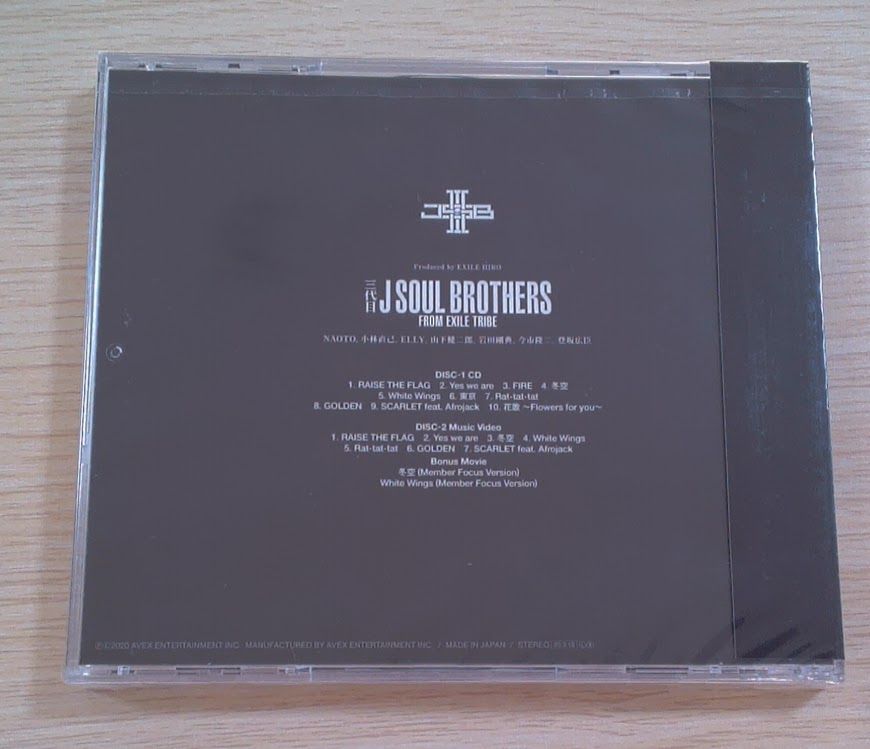 JSB
Produced by EXILE HIRO
三代目 J SOUL BROTHERS
FROM EXILE TRIBE
NAOTO, 小林直己, ELLY, 山下健二郎, 岩田剛典, 今市隆二, 登坂広臣
DISC-1 CD
1. RAISE THE FLAG 2. Yes we are 3. FIRE 4. 冬空
5. White Wings 6. 東京 7. Rat-tat-tat
8. GOLDEN 9. SCARLET feat. Afrojack 10. 花歌 〜Flowers for you〜
DISC-2 Music Video
1. RAISE THE FLAG 2. Yes we are 3. 冬空 4. White Wings
5. Rat-tat-tat 6. GOLDEN 7. SCARLET feat. Afrojack
Bonus Movie
冬空 (Member Focus Version)
White Wings (Member Focus Version)
Ⓟ©2020 AVEX ENTERTAINMENT INC. MANUFACTURED BY AVEX ENTERTAINMENT INC. / MADE IN JAPAN / STEREO